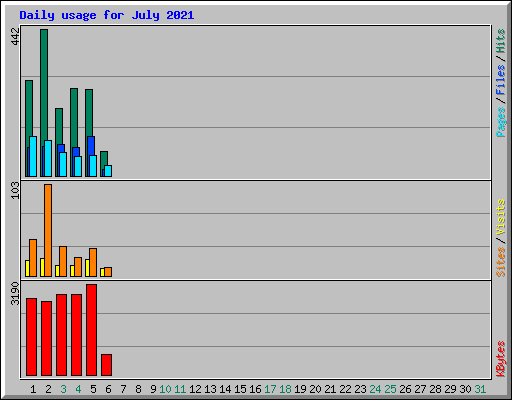 Daily usage for July 2021
442
Pages / Files / Hits
103
Sites / Visits
3190
KBytes
1 2 3 4 5 6 7 8 9 10 11 12 13 14 15 16 17 18 19 20 21 22 23 24 25 26 27 28 29 30 31